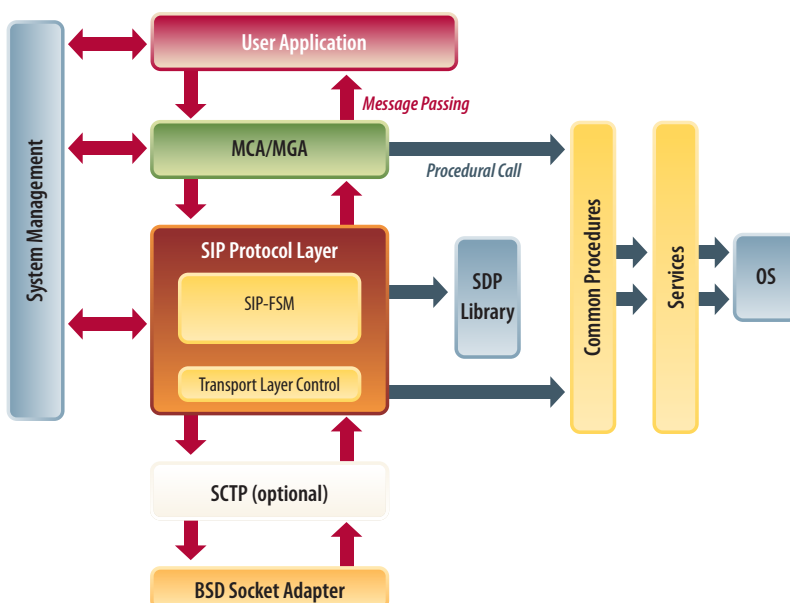 User Application
Message Passing
MCA/MGA
Procedural Call
System Management
SIP Protocol Layer
SIP-FSM
Transport Layer Control
SDP
Library
Common Procedures
Services
OS
SCTP (optional)
BSD Socket Adapter